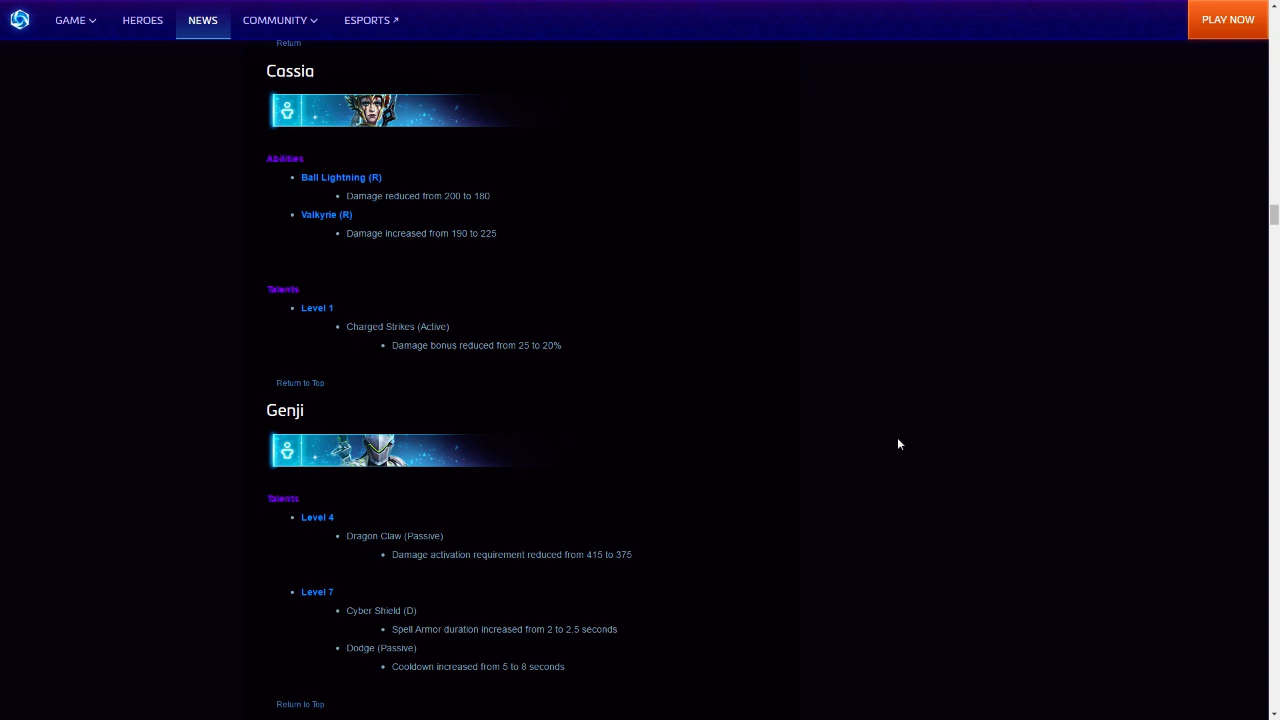 GAME HEROES NEWS COMMUNITY ESPORTS PLAY NOW
Return
Cassia
Abilities
Ball Lightning (R)
Damage reduced from 200 to 180
Valkyrie (R)
Damage increased from 190 to 225
Talents
Level 1
Charged Strikes (Active)
Damage bonus reduced from 25 to 20%
Return to Top
Genji
Talents
Level 4
Dragon Claw (Passive)
Damage activation requirement reduced from 415 to 375
Level 7
Cyber Shield (D)
Spell Armor duration increased from 2 to 2.5 seconds
Dodge (Passive)
Cooldown increased from 5 to 8 seconds
Return to Top